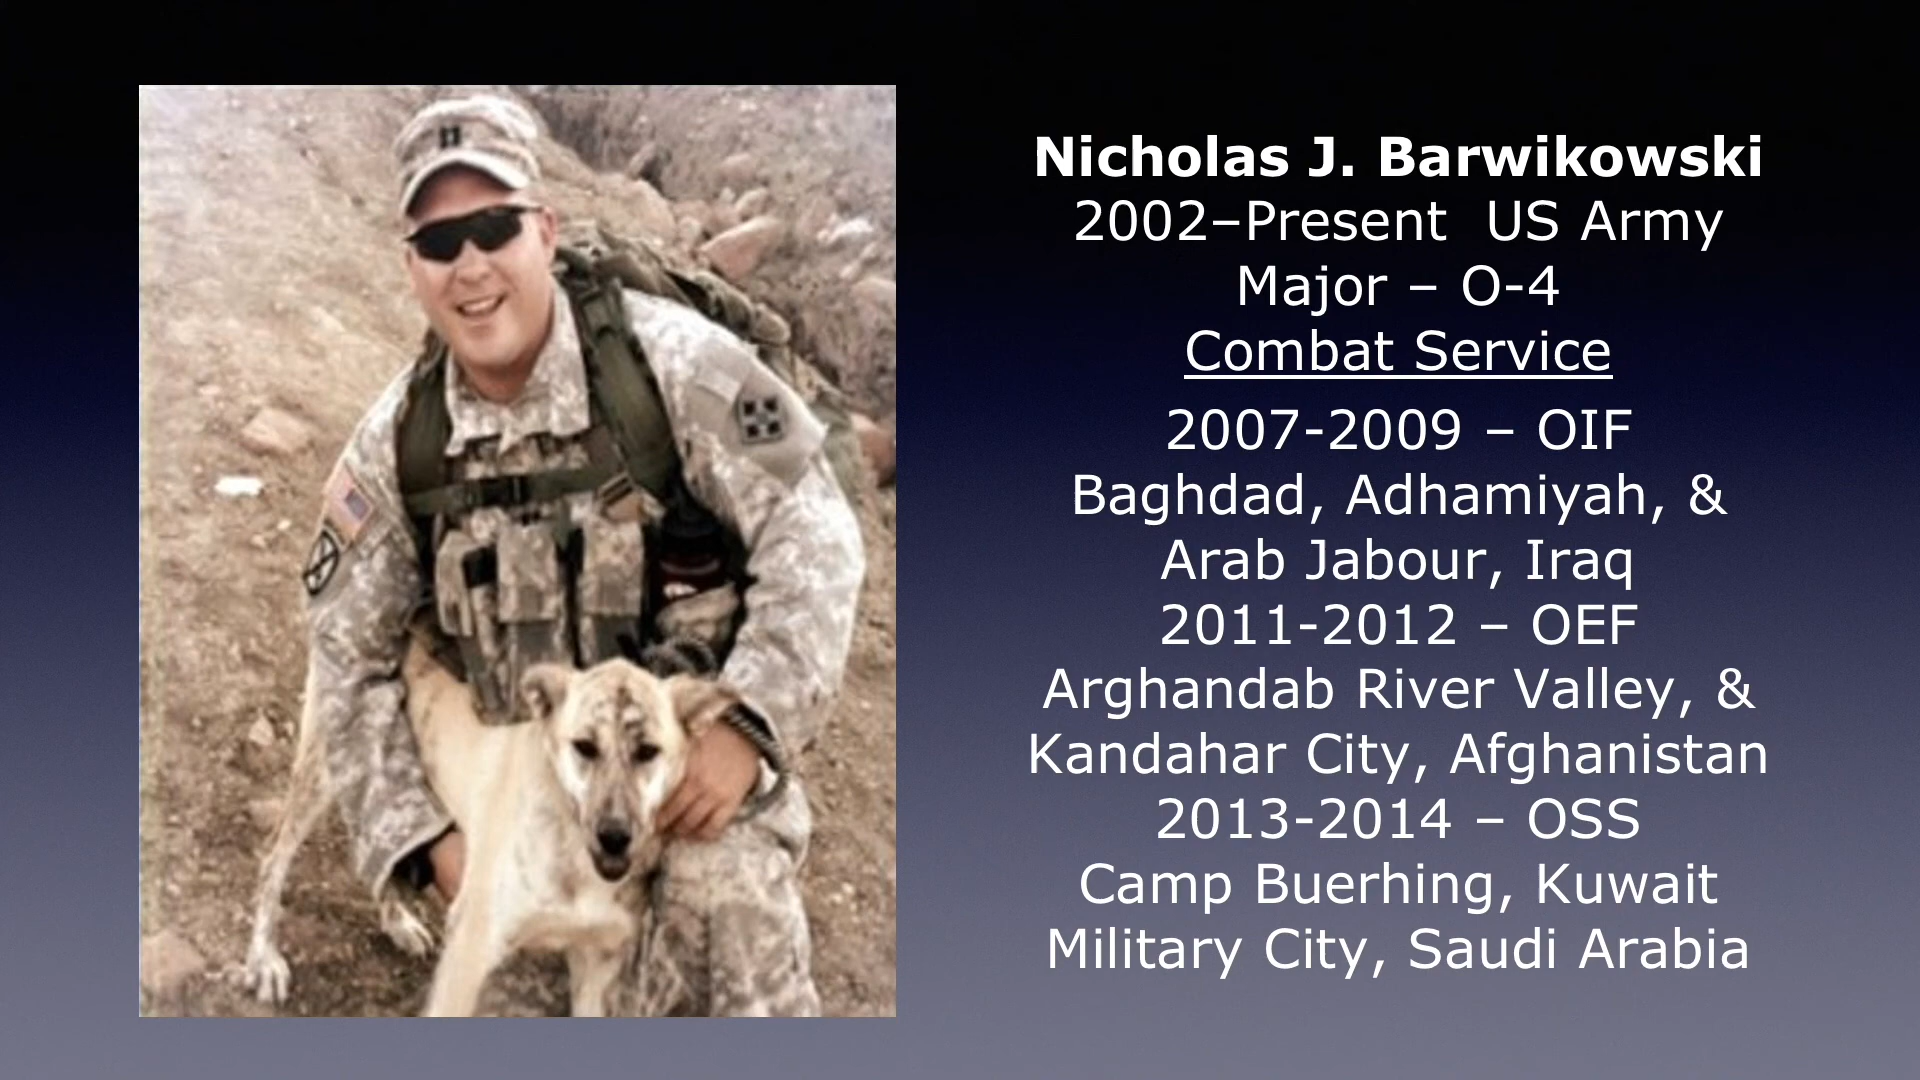 Nicholas J. Barwikowski
2002–Present  US Army
Major – O-4
Combat Service
2007-2009 – OIF
Baghdad, Adhamiyah, &
Arab Jabour, Iraq
2011-2012 – OEF
Arghandab River Valley, &
Kandahar City, Afghanistan
2013-2014 – OSS
Camp Buerhing, Kuwait
Military City, Saudi Arabia